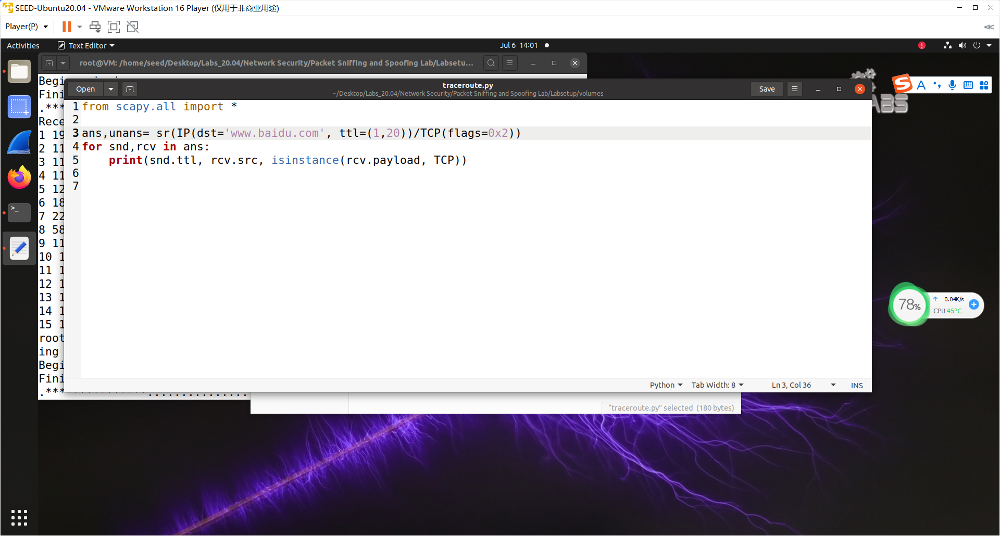 SEED-Ubuntu20.04 - VMware Workstation 16 Player (仅用于非商业用途)
Player(P)
Activities
Text Editor
Jul 6 14:01
root@VM: /home/seed/Desktop/Labs_20.04/Network Security/Packet Sniffing and Spoofing Lab/Labsetu...
Begi
Fini
.***
Rece
1 19
2 11
3 11
4 11
5 12
6 18
7 22
8 58
9 11
10 1
11 1
12 1
13 1
14 1
15 1
root
ing
Begi
Fini
.***
Open
traceroute.py
~/Desktop/Labs_20.04/Network Security/Packet Sniffing and Spoofing Lab/Labsetup/volumes
Save
1 from scapy.all import *
2
3 ans,unans= sr(IP(dst='www.baidu.com', ttl=(1,20))/TCP(flags=0x2))
4 for snd,rcv in ans:
5     print(snd.ttl, rcv.src, isinstance(rcv.payload, TCP))
6
7
Python
Tab Width: 8
Ln 3, Col 36
INS
"traceroute.py" selected (180 bytes)
ABS
S A
78%
0.04K/s
CPU 45°C